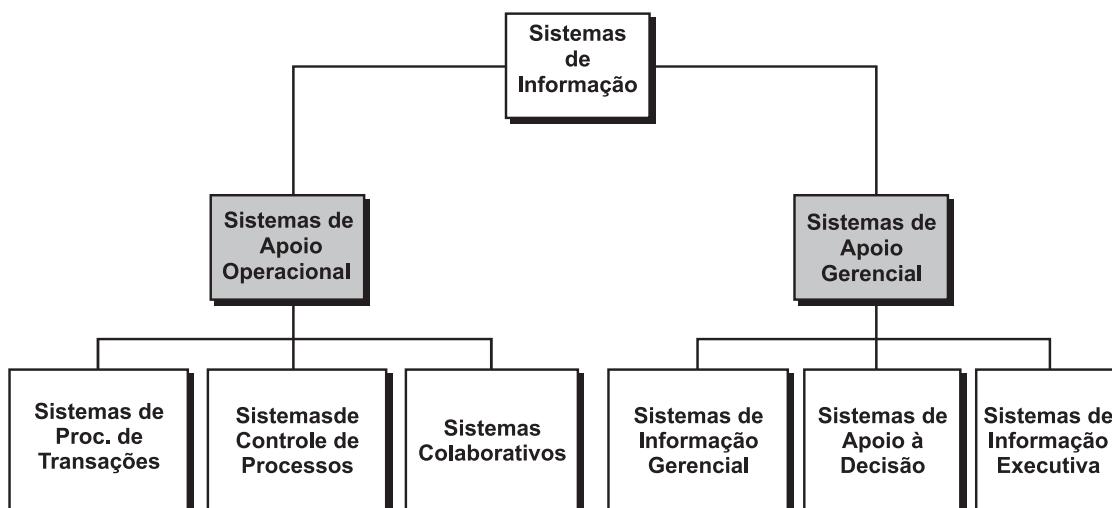 Sistemas
de
Informação
Sistemas de
Apoio
Operacional
Sistemas de
Apoio
Gerencial
Sistemas de
Proc. de
Transações
Sistemasde
Controle de
Processos
Sistemas
Colaborativos
Sistemas de
Informação
Gerencial
Sistemas de
Apoio à
Decisão
Sistemas de
Informação
Executiva